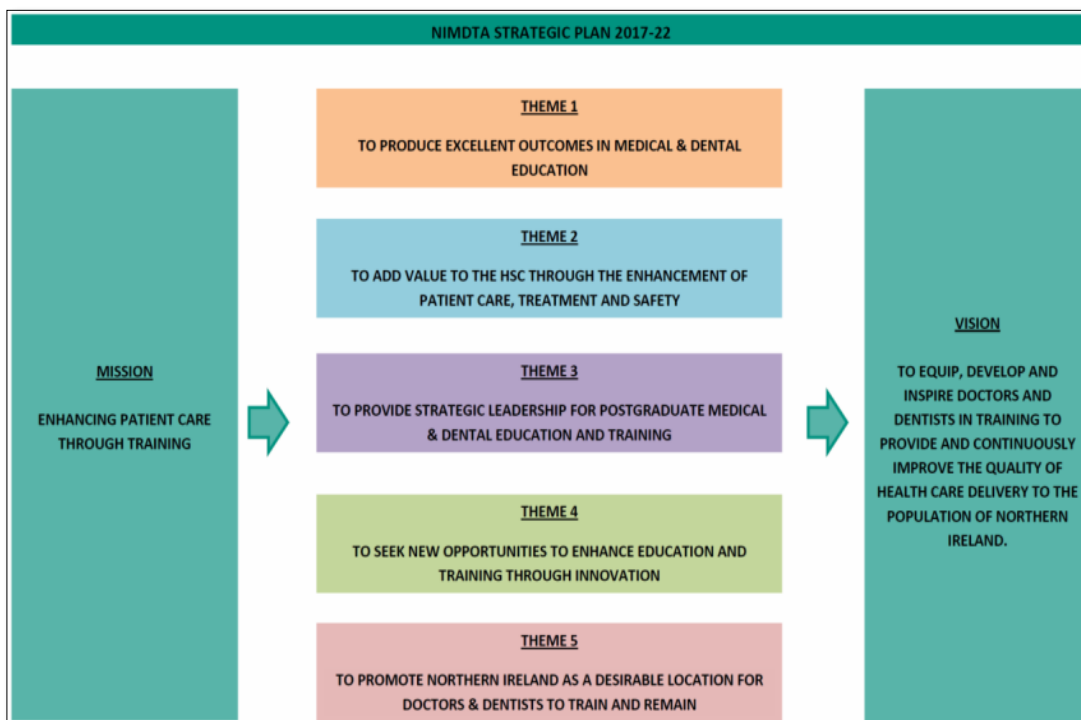 NIMDTA STRATEGIC PLAN 2017-22
MISSION
ENHANCING PATIENT CARE
THROUGH TRAINING
THEME 1
TO PRODUCE EXCELLENT OUTCOMES IN MEDICAL & DENTAL
EDUCATION
THEME 2
TO ADD VALUE TO THE HSC THROUGH THE ENHANCEMENT OF
PATIENT CARE, TREATMENT AND SAFETY
THEME 3
TO PROVIDE STRATEGIC LEADERSHIP FOR POSTGRADUATE MEDICAL
& DENTAL EDUCATION AND TRAINING
THEME 4
TO SEEK NEW OPPORTUNITIES TO ENHANCE EDUCATION AND
TRAINING THROUGH INNOVATION
THEME 5
TO PROMOTE NORTHERN IRELAND AS A DESIRABLE LOCATION FOR
DOCTORS & DENTISTS TO TRAIN AND REMAIN
VISION
TO EQUIP, DEVELOP AND
INSPIRE DOCTORS AND
DENTISTS IN TRAINING TO
PROVIDE AND CONTINUOUSLY
IMPROVE THE QUALITY OF
HEALTH CARE DELIVERY TO THE
POPULATION OF NORTHERN
IRELAND.